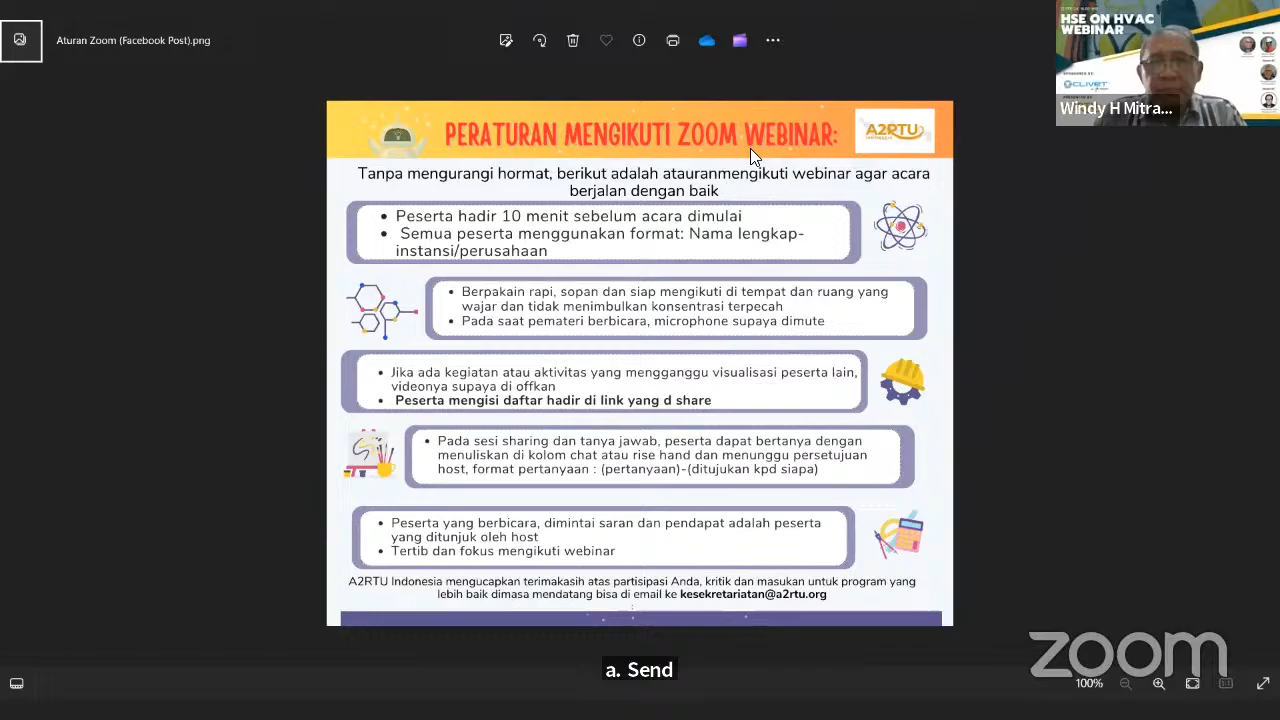 Aturan Zoom (Facebook Post).png
HSE ON HVAC
WEBINAR
CLIVET
Windy H Mitra...
PERATURAN MENGIKUTI ZOOM WEBINAR:
A2RTU
Tanpa mengurangi hormat, berikut adalah atauranmengikuti webinar agar acara
berjalan dengan baik
• Peserta hadir 10 menit sebelum acara dimulai
• Semua peserta menggunakan format: Nama lengkap-
instansi/perusahaan
• Berpakain rapi, sopan dan siap mengikuti di tempat dan ruang yang
wajar dan tidak menimbulkan konsentrasi terpecah
• Pada saat pemateri berbicara, microphone supaya dimute
• Jika ada kegiatan atau aktivitas yang mengganggu visualisasi peserta lain,
videonya supaya di offkan
• Peserta mengisi daftar hadir di link yang d share
• Pada sesi sharing dan tanya jawab, peserta dapat bertanya dengan
menuliskan di kolom chat atau rise hand dan menunggu persetujuan
host, format pertanyaan : (pertanyaan)-(ditujukan kpd siapa)
• Peserta yang berbicara, dimintai saran dan pendapat adalah peserta
yang ditunjuk oleh host
• Tertib dan fokus mengikuti webinar
A2RTU Indonesia mengucapkan terimakasih atas partisipasi Anda, kritik dan masukan untuk program yang
lebih baik dimasa mendatang bisa di email ke kesekretariatan@a2rtu.org
a. Send
zoom
100%